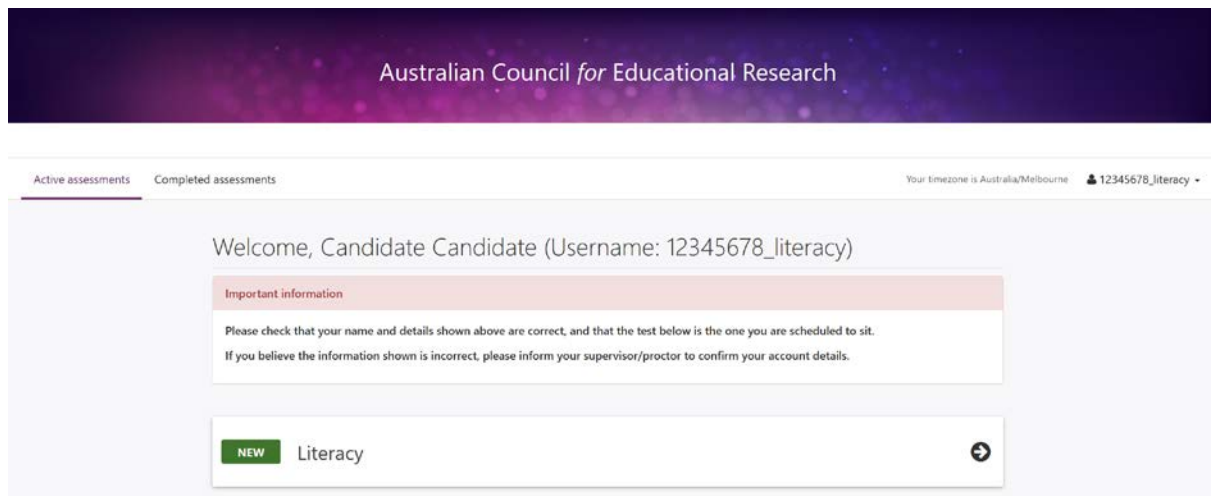 Australian Council for Educational Research
Active assessments Completed assessments Your timezone is Australia/Melbourne 12345678_literacy
Welcome, Candidate Candidate (Username: 12345678_literacy)
Important information
Please check that your name and details shown above are correct, and that the test below is the one you are scheduled to sit.
If you believe the information shown is incorrect, please inform your supervisor/proctor to confirm your account details.
NEW Literacy